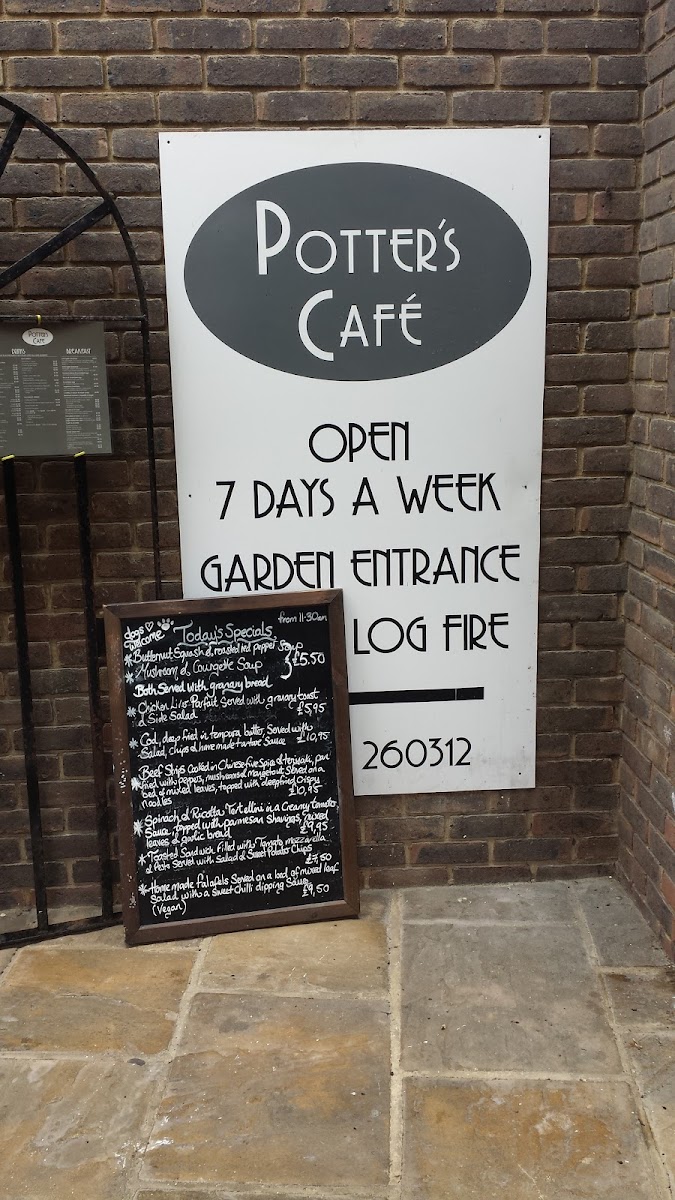 POTTER'S
CAFÉ
OPEN
7 DAYS A WEEK
GARDEN ENTRANCE
LOG FIRE
260312
POTTER'S
CAFÉ
DRINKS
BREAKFAST
dogs
welcome
Today's Specials
from 11.30am
* Butternut Squash & roasted red pepper Soup
* Mushroom & Courgette Soup
£5.50
Both Served with granary bread
* Chicken Liver Parfait Served with granary toast
& Side Salad £5.95
* Cod, deep fried in tempura batter, Served with
Salad, chips & home made tartar Sauce £10.95
Beef Strips Cooked in Chinese five Spice & teriyaki, pan
* fried with peppers, mushrooms & mangetout Served on a
bed of mixed leaves, topped with deep fried Crispy
noodles £10,95
* Spinach & Ricotta Tortellini in a Creamy tomato,
Sauce topped with parmesan Shavings, mixed
leaves & garlic bread £9,95
* Toasted Sandwich filled with Tomato mozzarella
& Pesto Served with Salad & Sweet Potato Chips
£7,50
* Home made falafels Served on a bed of mixed leaf
Salad with a Sweet Chilli dipping Sauce
(Vegan) £9,50